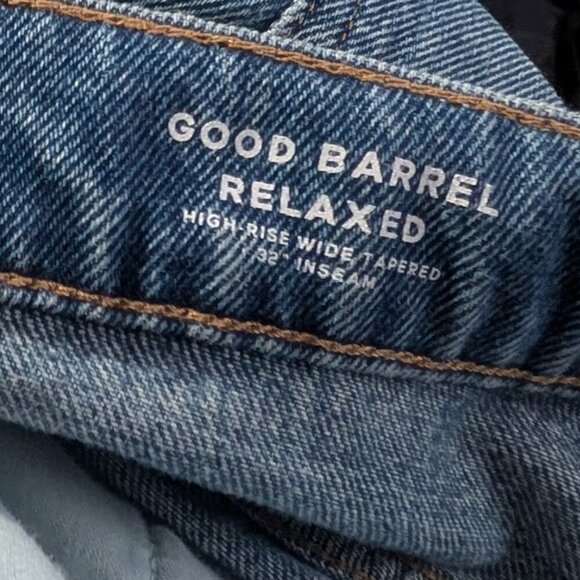 GOOD BARREL
RELAXED
HIGH-RISE WIDE TAPERED
32" INSEAM